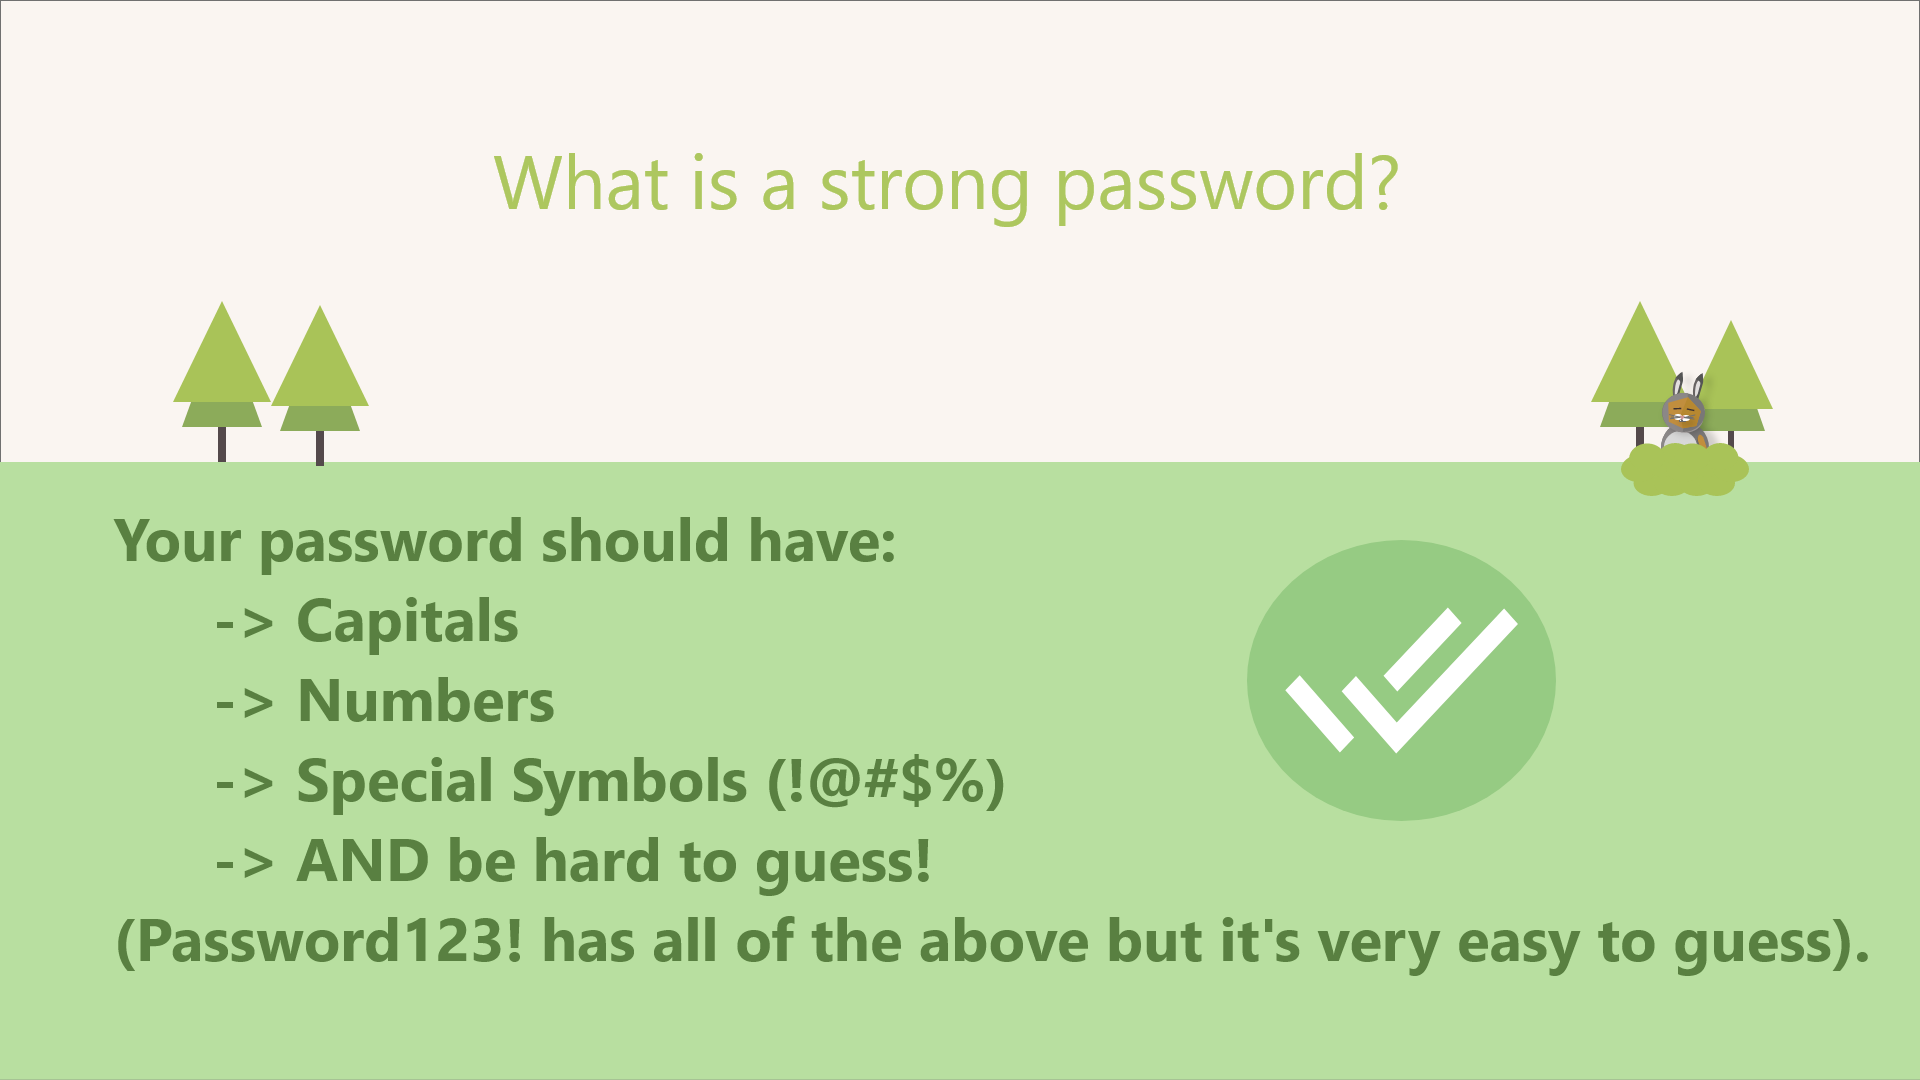 What is a strong password?
Your password should have:
-> Capitals
-> Numbers
-> Special Symbols (!@#$%)
-> AND be hard to guess!
(Password123! has all of the above but it's very easy to guess).